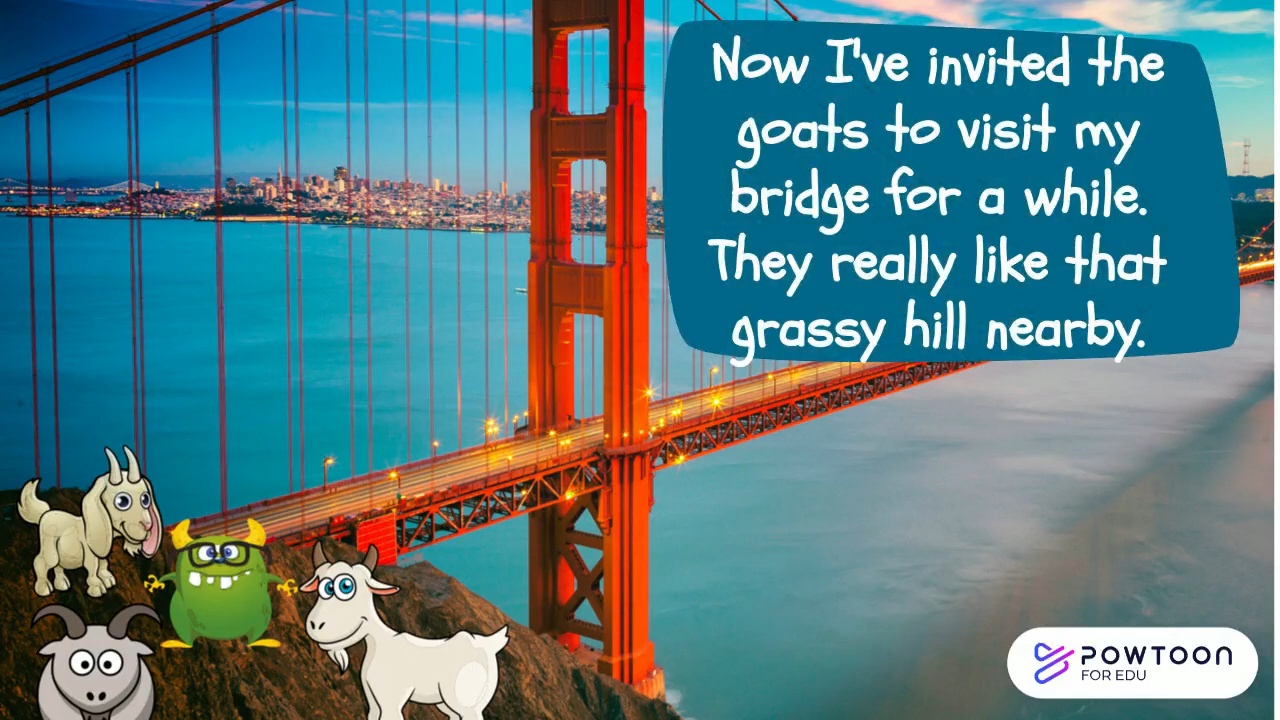 Now I've invited the
goats to visit my
bridge for a while.
They really like that
grassy hill nearby.
POWTOON
FOR EDU